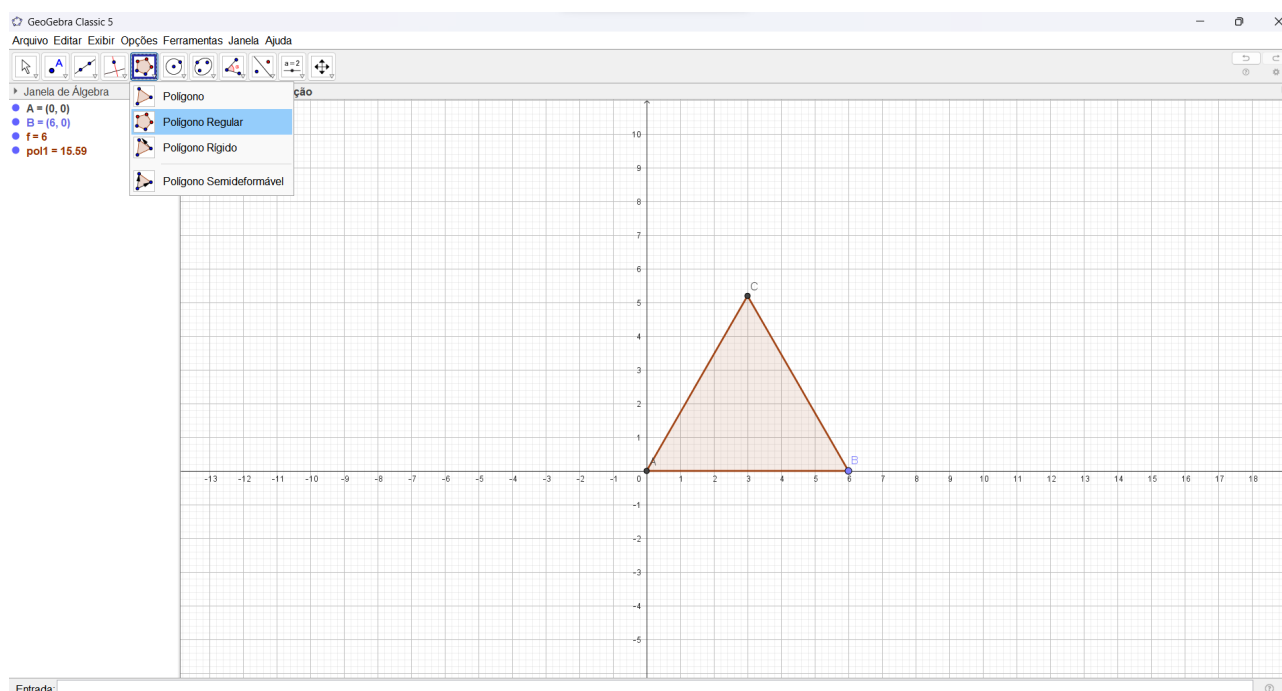 GeoGebra Classic 5
Arquivo Editar Exibir Opções Ferramentas Janela Ajuda
A
a=2
Janela de Álgebra
ção
A = (0, 0)
B = (6, 0)
f = 6
pol1 = 15.59
Polígono
Polígono Regular
Polígono Rígido
Polígono Semideformável
10
9
8
7
6
5
4
3
2
1
C
A
B
-13 -12 -11 -10 -9 -8 -7 -6 -5 -4 -3 -2 -1 0 1 2 3 4 5 6 7 8 9 10 11 12 13 14 15 16 17 18
-1
-2
-3
-4
-5
Entrada: